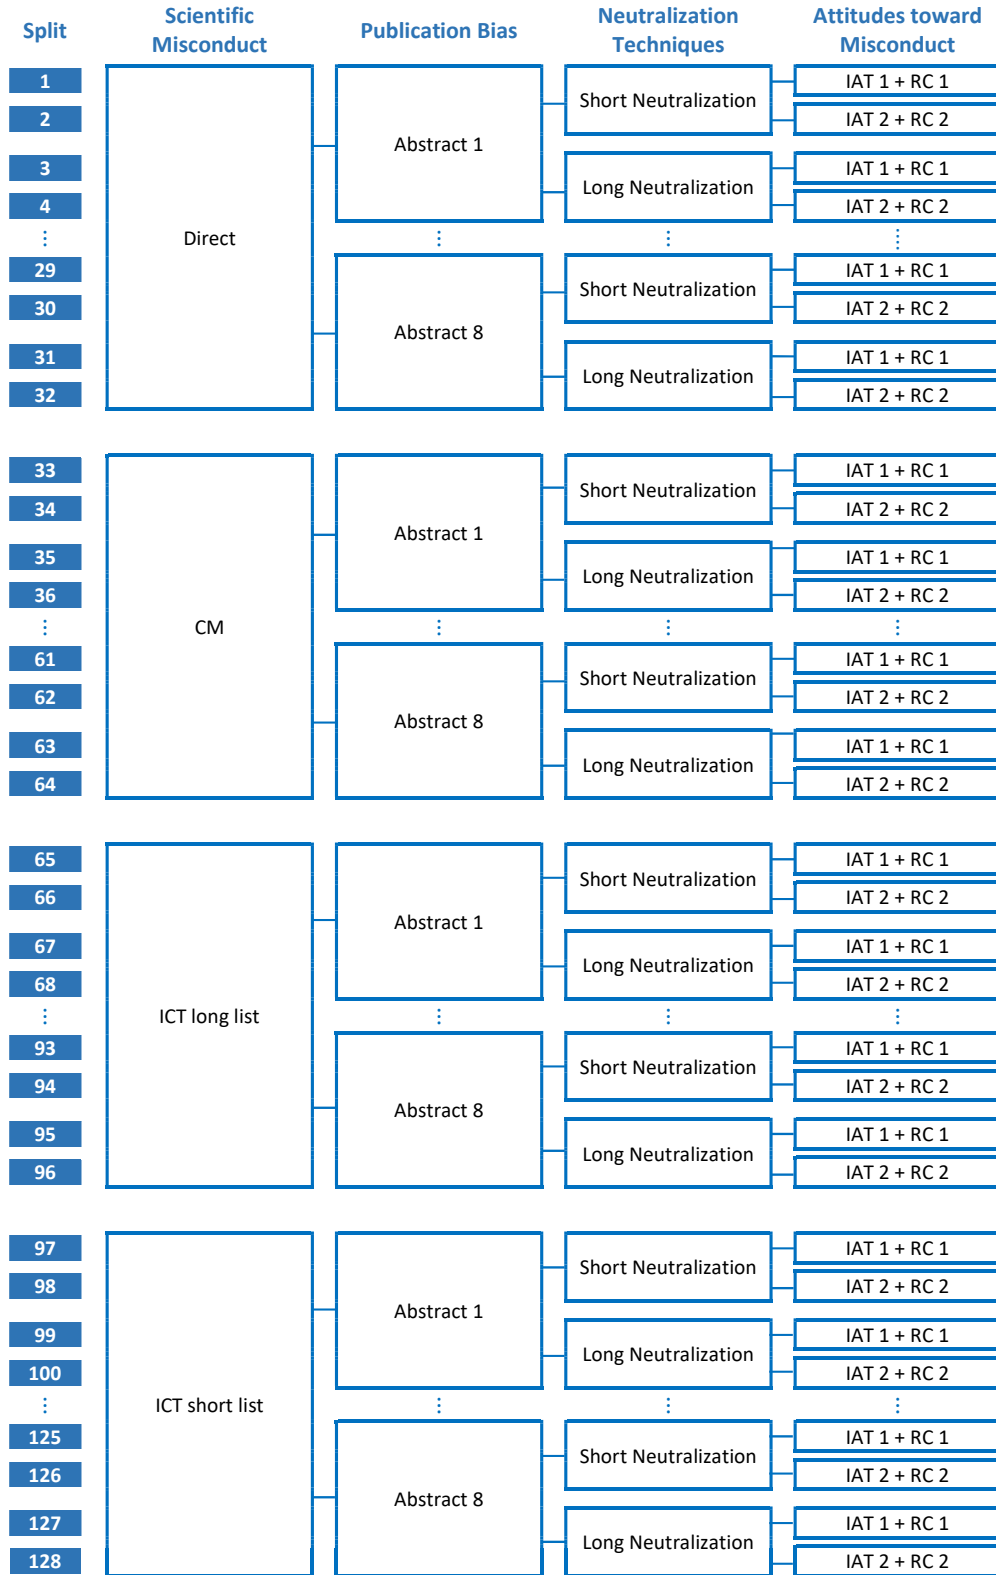 Split
Scientific
Misconduct
Publication Bias
Neutralization
Techniques
Attitudes toward
Misconduct
1
2
3
4
⋮
29
30
31
32
Direct
Abstract 1
⋮
Abstract 8
Short Neutralization
Long Neutralization
⋮
Short Neutralization
Long Neutralization
IAT 1 + RC 1
IAT 2 + RC 2
IAT 1 + RC 1
IAT 2 + RC 2
⋮
IAT 1 + RC 1
IAT 2 + RC 2
IAT 1 + RC 1
IAT 2 + RC 2
33
34
35
36
⋮
61
62
63
64
CM
Abstract 1
⋮
Abstract 8
Short Neutralization
Long Neutralization
⋮
Short Neutralization
Long Neutralization
IAT 1 + RC 1
IAT 2 + RC 2
IAT 1 + RC 1
IAT 2 + RC 2
⋮
IAT 1 + RC 1
IAT 2 + RC 2
IAT 1 + RC 1
IAT 2 + RC 2
65
66
67
68
⋮
93
94
95
96
ICT long list
Abstract 1
⋮
Abstract 8
Short Neutralization
Long Neutralization
⋮
Short Neutralization
Long Neutralization
IAT 1 + RC 1
IAT 2 + RC 2
IAT 1 + RC 1
IAT 2 + RC 2
⋮
IAT 1 + RC 1
IAT 2 + RC 2
IAT 1 + RC 1
IAT 2 + RC 2
97
98
99
100
⋮
125
126
127
128
ICT short list
Abstract 1
⋮
Abstract 8
Short Neutralization
Long Neutralization
⋮
Short Neutralization
Long Neutralization
IAT 1 + RC 1
IAT 2 + RC 2
IAT 1 + RC 1
IAT 2 + RC 2
⋮
IAT 1 + RC 1
IAT 2 + RC 2
IAT 1 + RC 1
IAT 2 + RC 2